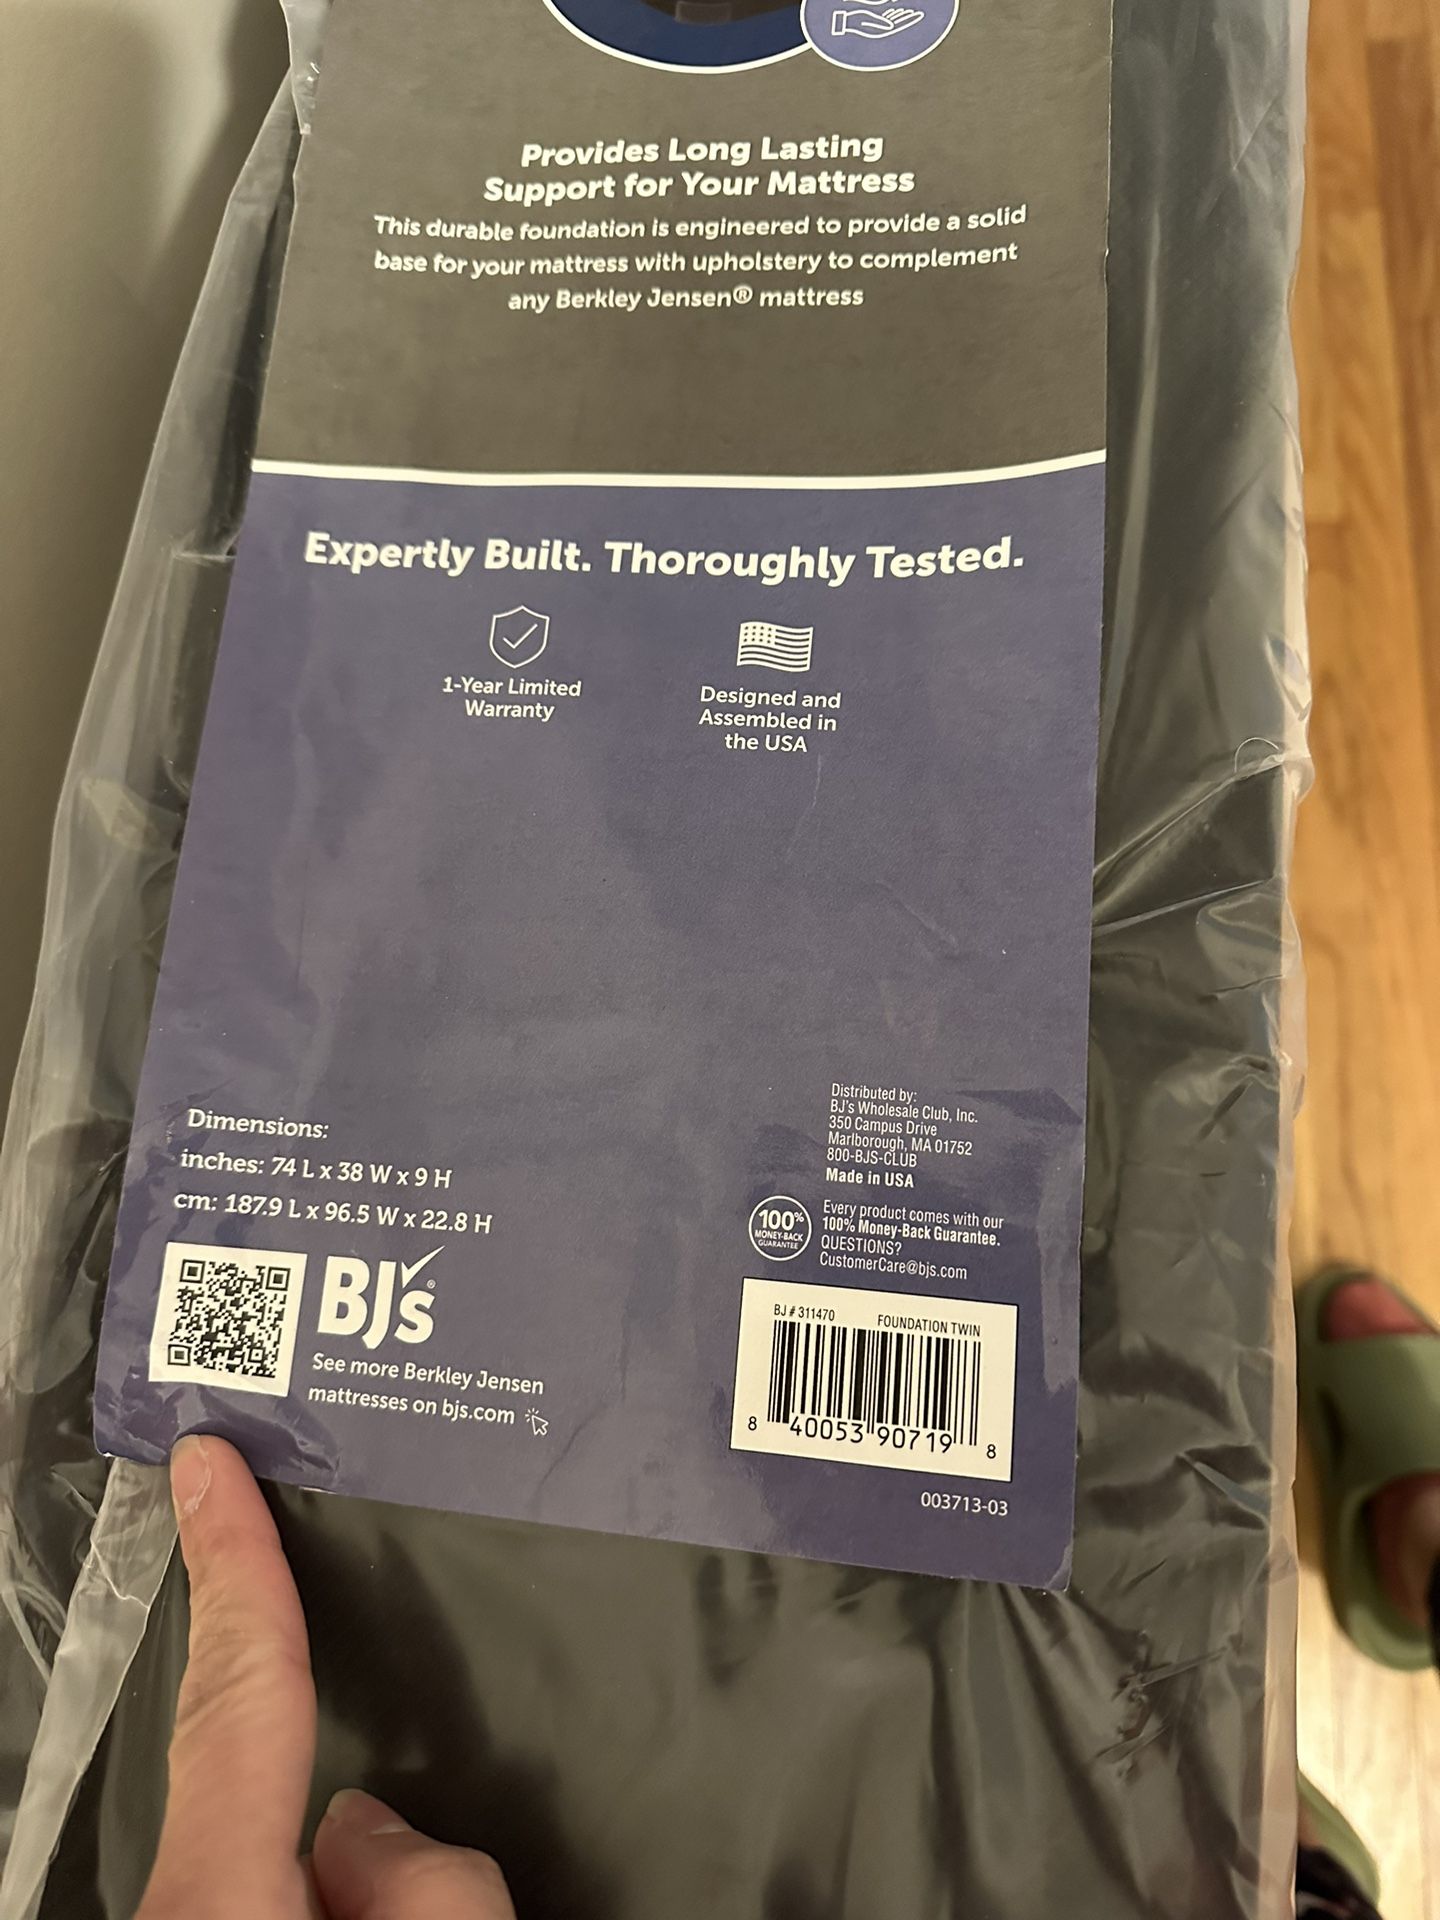 Provides Long Lasting
Support for Your Mattress
This durable foundation is engineered to provide a solid
base for your mattress with upholstery to complement
any Berkley Jensen® mattress
Expertly Built. Thoroughly Tested.
1-Year Limited
Warranty
Designed and
Assembled in
the USA
Dimensions:
inches: 74 L x 38 W x 9 H
cm: 187.9 L x 96.5 W x 22.8 H
BJ's®
See more Berkley Jensen
mattresses on bjs.com
Distributed by:
BJ's Wholesale Club, Inc.
350 Campus Drive
Marlborough, MA 01752
800-BJS-CLUB
Made in USA
100%
MONEY-BACK
GUARANTEE
Every product comes with our
100% Money-Back Guarantee.
QUESTIONS?
CustomerCare@bjs.com
BJ # 311470 FOUNDATION TWIN
8 40053 90719 8
003713-03